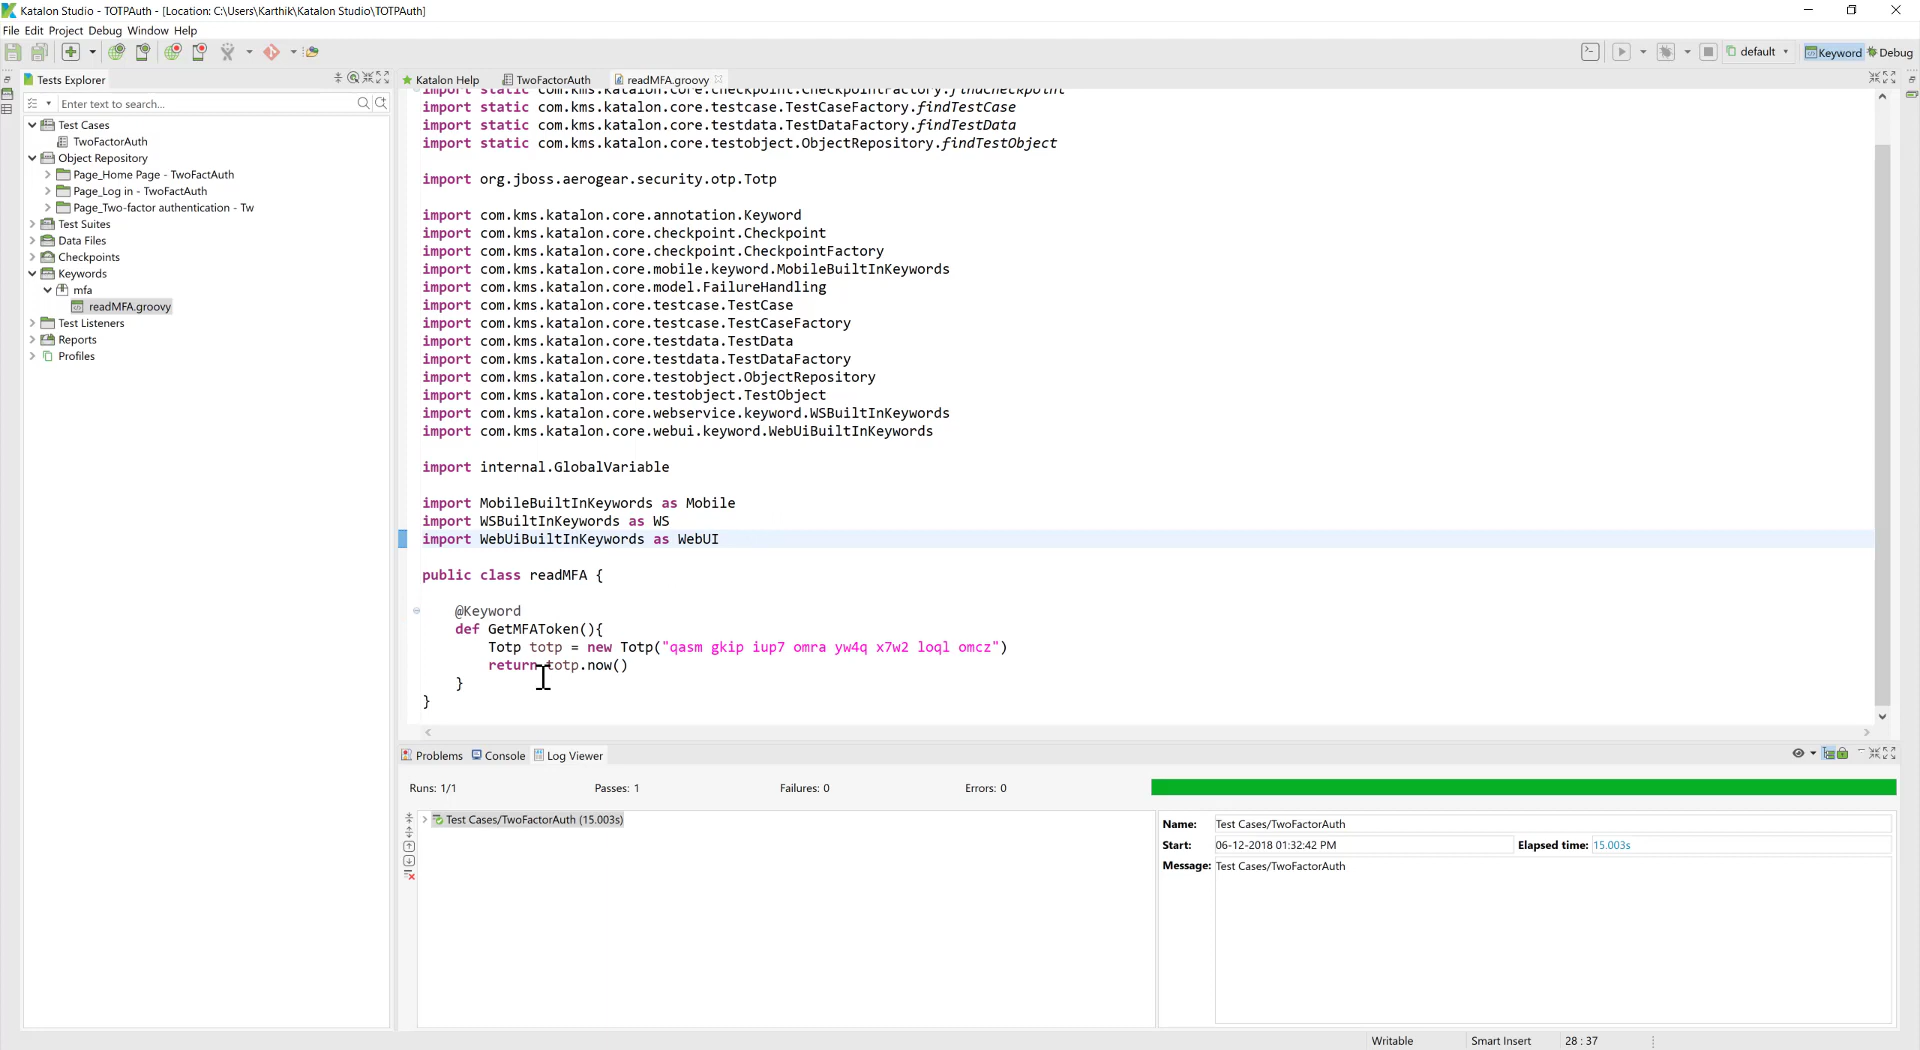 Katalon Studio - TOTPAuth - [Location: C:\Users\Karthik\Katalon Studio\TOTPAuth]
File Edit Project Debug Window Help
default
Keyword
Debug
Tests Explorer
Enter text to search...
Test Cases
TwoFactorAuth
Object Repository
Page_Home Page - TwoFactAuth
Page_Log in - TwoFactAuth
Page_Two-factor authentication - Tw
Test Suites
Data Files
Checkpoints
Keywords
mfa
readMFA.groovy
Test Listeners
Reports
Profiles
Katalon Help
TwoFactorAuth
readMFA.groovy
import static com.kms.katalon.core.checkpoint.CheckpointFactory.findCheckpoint
import static com.kms.katalon.core.testcase.TestCaseFactory.findTestCase
import static com.kms.katalon.core.testdata.TestDataFactory.findTestData
import static com.kms.katalon.core.testobject.ObjectRepository.findTestObject
import org.jboss.aerogear.security.otp.Totp
import com.kms.katalon.core.annotation.Keyword
import com.kms.katalon.core.checkpoint.Checkpoint
import com.kms.katalon.core.checkpoint.CheckpointFactory
import com.kms.katalon.core.mobile.keyword.MobileBuiltInKeywords
import com.kms.katalon.core.model.FailureHandling
import com.kms.katalon.core.testcase.TestCase
import com.kms.katalon.core.testcase.TestCaseFactory
import com.kms.katalon.core.testdata.TestData
import com.kms.katalon.core.testdata.TestDataFactory
import com.kms.katalon.core.testobject.ObjectRepository
import com.kms.katalon.core.testobject.TestObject
import com.kms.katalon.core.webservice.keyword.WSBuiltInKeywords
import com.kms.katalon.core.webui.keyword.WebUiBuiltInKeywords
import internal.GlobalVariable
import MobileBuiltInKeywords as Mobile
import WSBuiltInKeywords as WS
import WebUiBuiltInKeywords as WebUI
public class readMFA {
@Keyword
def GetMFAToken(){
Totp totp = new Totp("qasm gkip iup7 omra yw4q x7w2 loql omcz")
return totp.now()
}
}
Problems
Console
Log Viewer
Runs: 1/1
Passes: 1
Failures: 0
Errors: 0
Test Cases/TwoFactorAuth (15.003s)
Name: Test Cases/TwoFactorAuth
Start: 06-12-2018 01:32:42 PM
Elapsed time: 15.003s
Message: Test Cases/TwoFactorAuth
Writable
Smart Insert
28 : 37